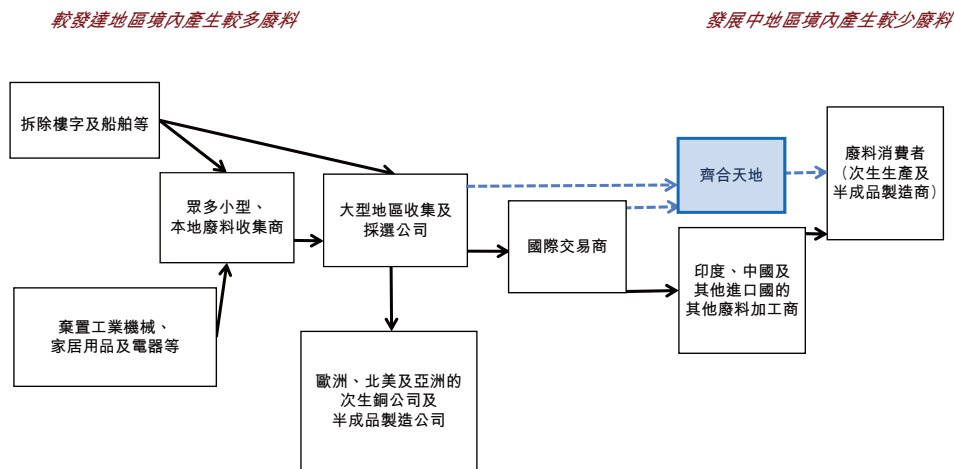 較發達地區境內產生較多廢料
發展中地區境內產生較少廢料
拆除樓字及船舶等
眾多小型、
本地廢料收集商
棄置工業機械、
家居用品及電器等
大型地區收集及
採選公司
歐洲、北美及亞洲的
次生銅公司及
半成品製造公司
國際交易商
齊合天地
印度、中國及
其他進口國的
其他廢料加工商
廢料消費者
(次生生產及
半成品製造商)